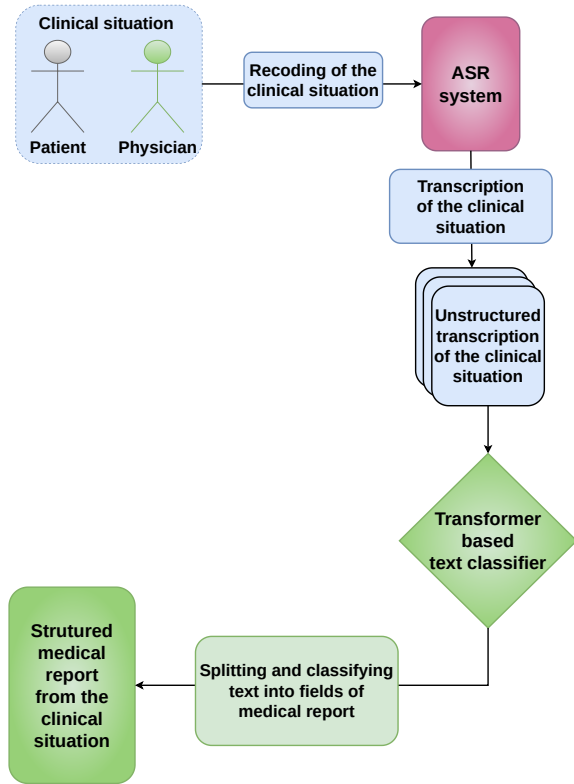 Clinical situation
Patient
Physician
Recoding of the
clinical situation
ASR
system
Transcription
of the clinical
situation
Unstructured
transcription
of the clinical
situation
Transformer
based
text classifier
Splitting and classifying
text into fields of
medical report
Strutured
medical
report
from the
clinical
situation